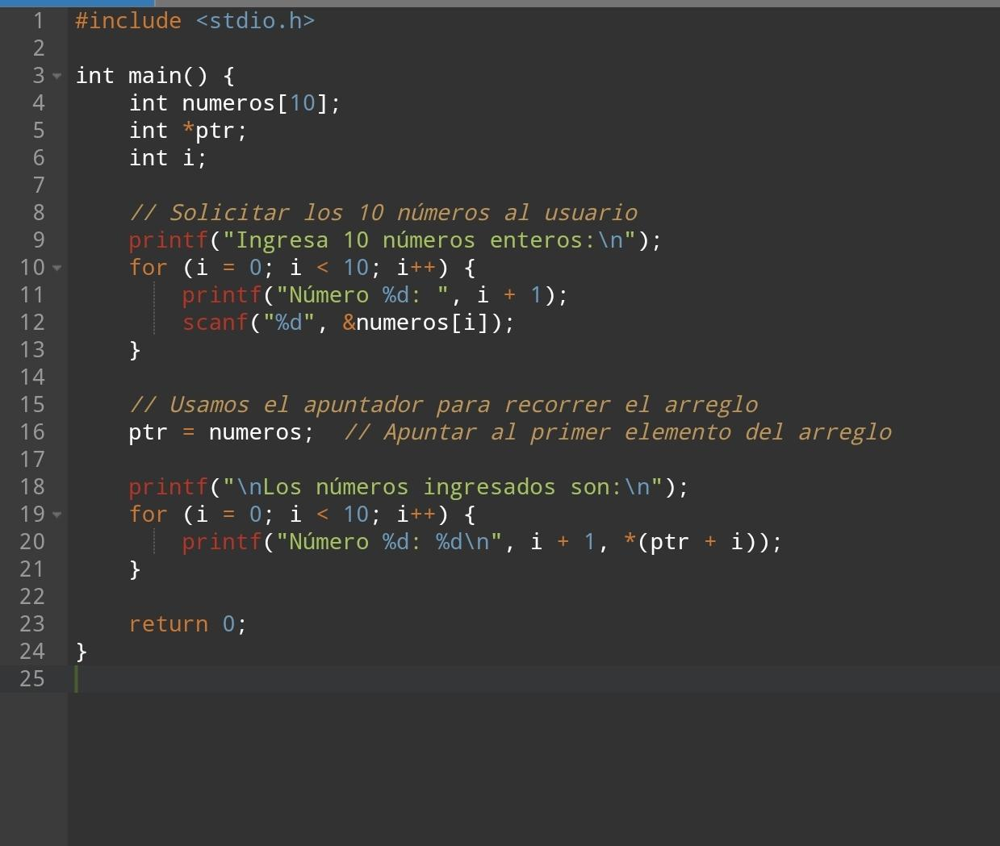 1 #include <stdio.h>
2
3 int main() {
4     int numeros[10];
5     int *ptr;
6     int i;
7
8     // Solicitar los 10 números al usuario
9     printf("Ingresa 10 números enteros:\n");
10     for (i = 0; i < 10; i++) {
11         printf("Número %d: ", i + 1);
12         scanf("%d", &numeros[i]);
13     }
14
15     // Usamos el apuntador para recorrer el arreglo
16     ptr = numeros;  // Apuntar al primer elemento del arreglo
17
18     printf("\nLos números ingresados son:\n");
19     for (i = 0; i < 10; i++) {
20         printf("Número %d: %d\n", i + 1, *(ptr + i));
21     }
22
23     return 0;
24 }
25